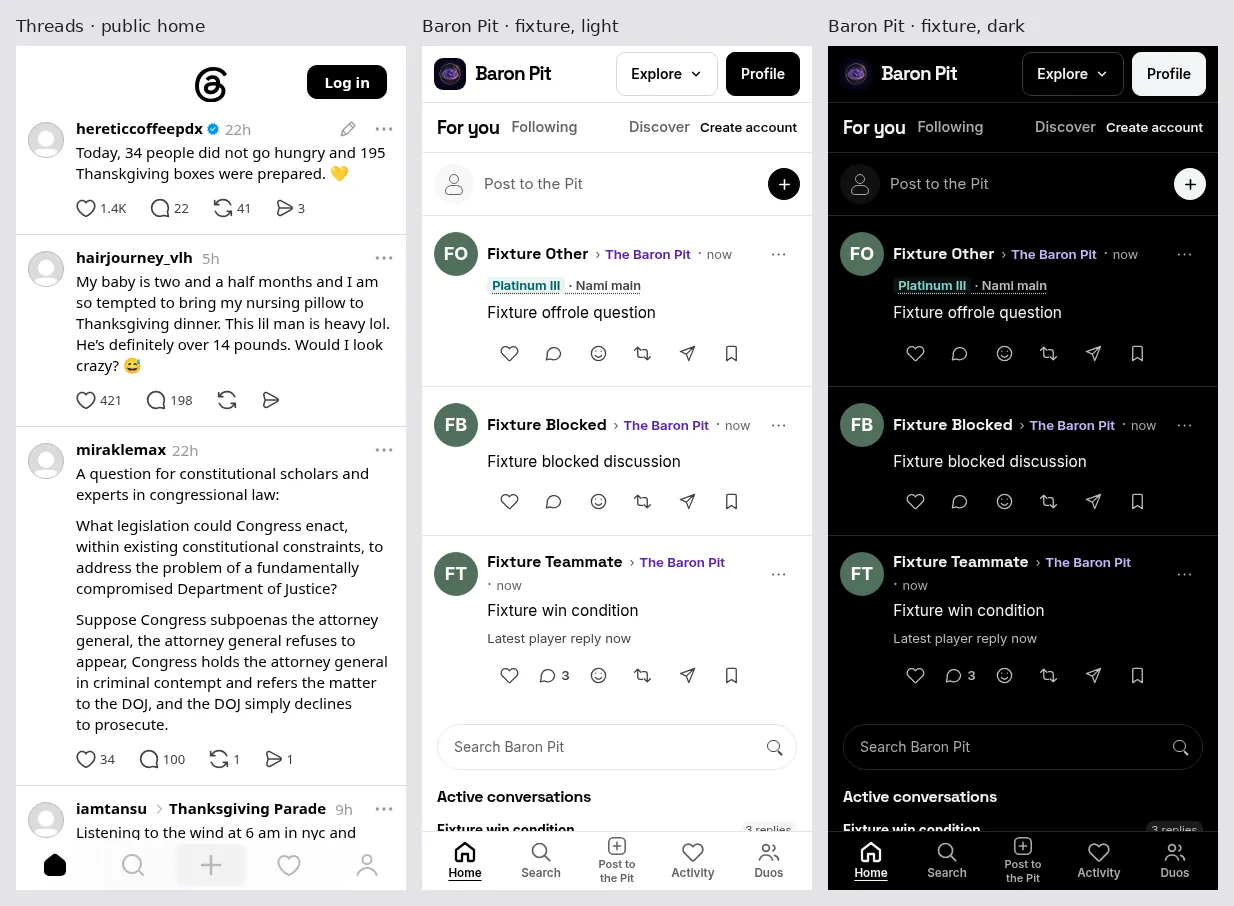 Threads · public home
Log in
hereticcoffeepdx 22h
Today, 34 people did not go hungry and 195
Thanskgiving boxes were prepared. 💛
1.4K 22 41 3
hairjourney_vlh 5h
My baby is two and a half months and I am
so tempted to bring my nursing pillow to
Thanksgiving dinner. This lil man is heavy lol.
He’s definitely over 14 pounds. Would I look
crazy? 😅
421 198
miraklemax 22h
A question for constitutional scholars and
experts in congressional law:
What legislation could Congress enact,
within existing constitutional constraints, to
address the problem of a fundamentally
compromised Department of Justice?
Suppose Congress subpoenas the attorney
general, the attorney general refuses to
appear, Congress holds the attorney general
in criminal contempt and refers the matter
to the DOJ, and the DOJ simply declines
to prosecute.
34 100 1 1
iamtansu › Thanksgiving Parade 9h
Listening to the wind at 6 am in nyc and
Baron Pit · fixture, light
Baron Pit
Explore
Profile
For you Following Discover Create account
Post to the Pit
FO
Fixture Other › The Baron Pit · now
Platinum III · Nami main
Fixture offrole question
FB
Fixture Blocked › The Baron Pit · now
Fixture blocked discussion
FT
Fixture Teammate › The Baron Pit
· now
Fixture win condition
Latest player reply now
3
Search Baron Pit
Active conversations
Fixture win condition 3 replies
Home
Search
Post to
the Pit
Activity
Duos
Baron Pit · fixture, dark
Baron Pit
Explore
Profile
For you Following Discover Create account
Post to the Pit
FO
Fixture Other › The Baron Pit · now
Platinum III · Nami main
Fixture offrole question
FB
Fixture Blocked › The Baron Pit · now
Fixture blocked discussion
FT
Fixture Teammate › The Baron Pit
· now
Fixture win condition
Latest player reply now
3
Search Baron Pit
Active conversations
Fixture win condition 3 replies
Home
Search
Post to
the Pit
Activity
Duos